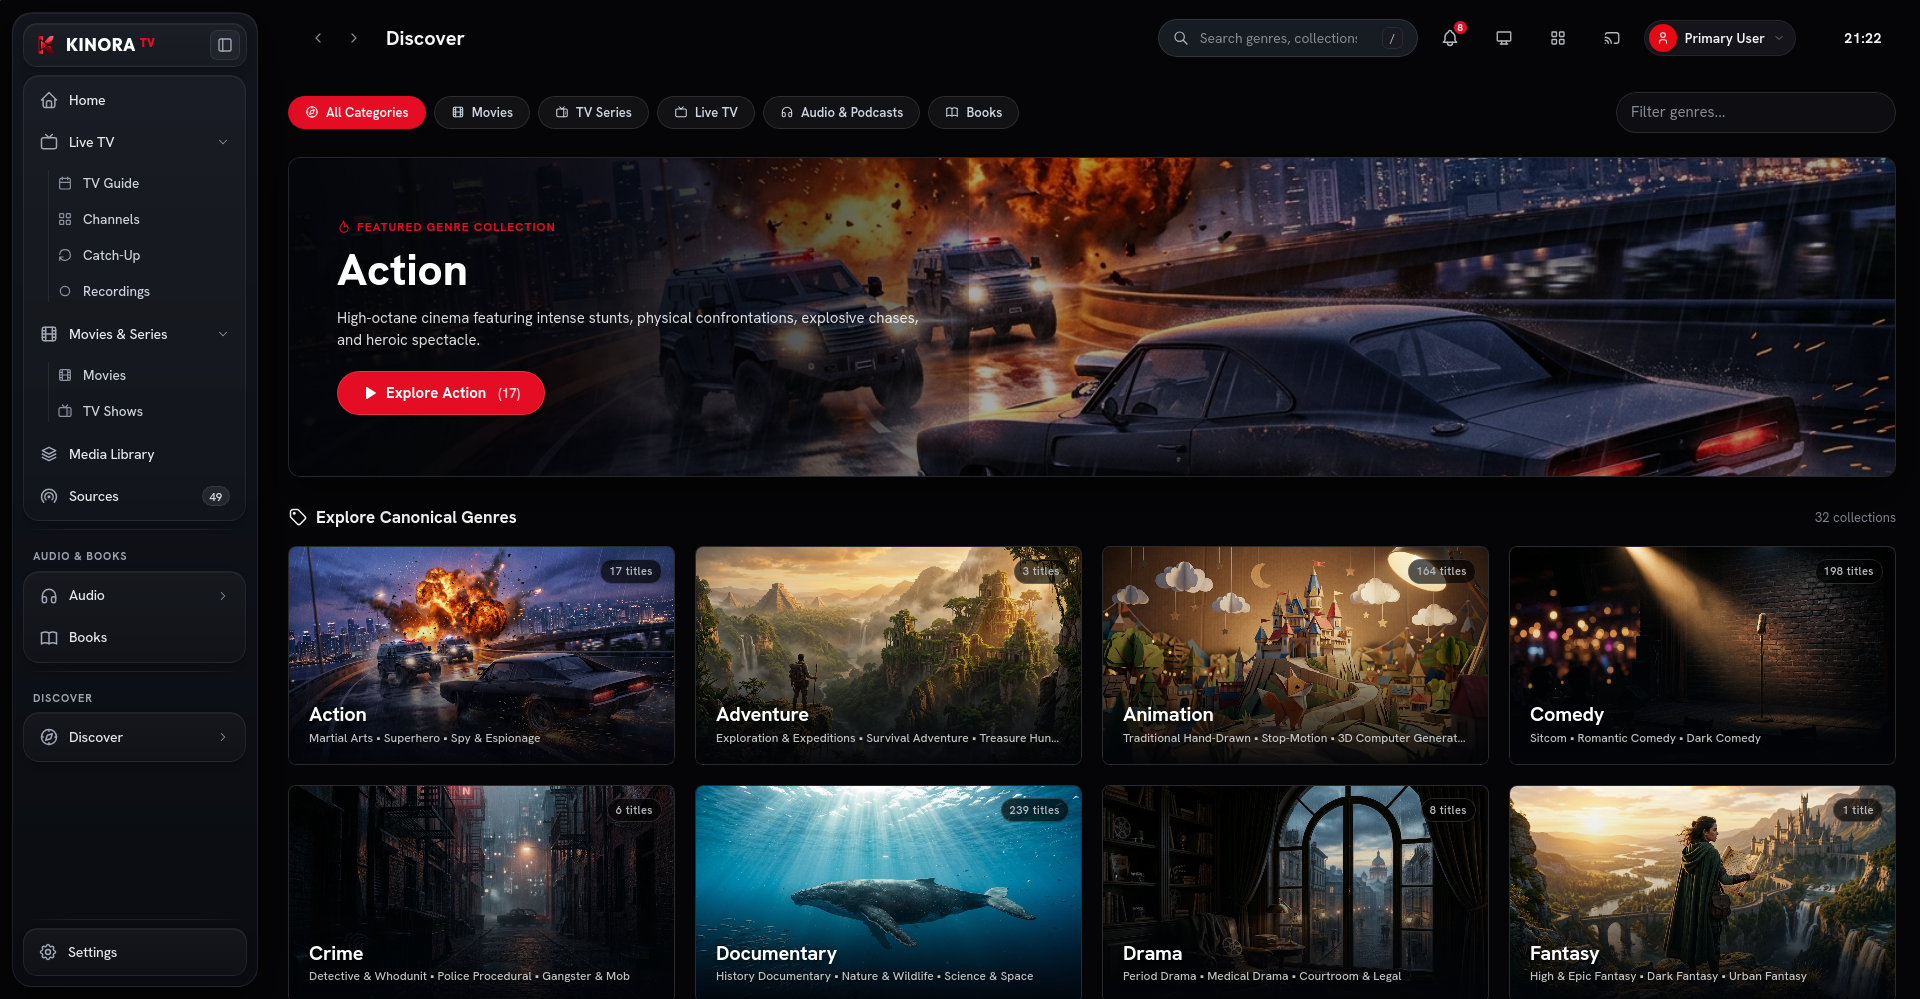 KINORA TV
Discover
Search genres, collections
/
8
Primary User
21:22
Home
Live TV
TV Guide
Channels
Catch-Up
Recordings
Movies & Series
Movies
TV Shows
Media Library
Sources
49
AUDIO & BOOKS
Audio
Books
DISCOVER
Discover
Settings
All Categories
Movies
TV Series
Live TV
Audio & Podcasts
Books
Filter genres...
FEATURED GENRE COLLECTION
Action
High-octane cinema featuring intense stunts, physical confrontations, explosive chases,
and heroic spectacle.
Explore Action (17)
Explore Canonical Genres
32 collections
17 titles
Action
Martial Arts • Superhero • Spy & Espionage
3 titles
Adventure
Exploration & Expeditions • Survival Adventure • Treasure Hun...
164 titles
Animation
Traditional Hand-Drawn • Stop-Motion • 3D Computer Generat...
198 titles
Comedy
Sitcom • Romantic Comedy • Dark Comedy
6 titles
Crime
Detective & Whodunit • Police Procedural • Gangster & Mob
239 titles
Documentary
History Documentary • Nature & Wildlife • Science & Space
8 titles
Drama
Period Drama • Medical Drama • Courtroom & Legal
1 title
Fantasy
High & Epic Fantasy • Dark Fantasy • Urban Fantasy